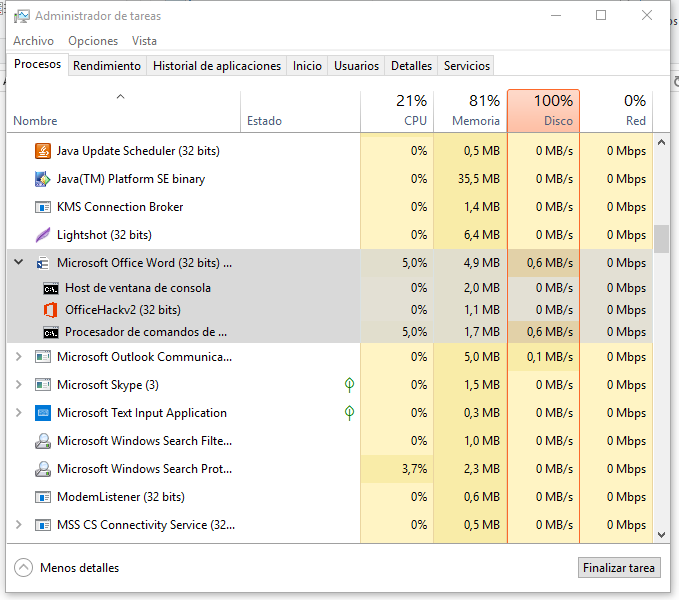 Administrador de tareas
Archivo Opciones Vista
Procesos Rendimiento Historial de aplicaciones Inicio Usuarios Detalles Servicios
21% 81% 100% 0%
Nombre Estado CPU Memoria Disco Red
Java Update Scheduler (32 bits) 0% 0,5 MB 0 MB/s 0 Mbps
Java(TM) Platform SE binary 0% 35,5 MB 0 MB/s 0 Mbps
KMS Connection Broker 0% 1,4 MB 0 MB/s 0 Mbps
Lightshot (32 bits) 0% 6,4 MB 0 MB/s 0 Mbps
Microsoft Office Word (32 bits) ... 5,0% 4,9 MB 0,6 MB/s 0 Mbps
Host de ventana de consola 0% 2,0 MB 0 MB/s 0 Mbps
OfficeHackv2 (32 bits) 0% 1,1 MB 0 MB/s 0 Mbps
Procesador de comandos de ... 5,0% 1,7 MB 0,6 MB/s 0 Mbps
Microsoft Outlook Communica... 0% 5,0 MB 0,1 MB/s 0 Mbps
Microsoft Skype (3) 0% 1,5 MB 0 MB/s 0 Mbps
Microsoft Text Input Application 0% 0,3 MB 0 MB/s 0 Mbps
Microsoft Windows Search Filte... 0% 1,0 MB 0 MB/s 0 Mbps
Microsoft Windows Search Prot... 3,7% 2,3 MB 0 MB/s 0 Mbps
ModemListener (32 bits) 0% 0,6 MB 0 MB/s 0 Mbps
MSS CS Connectivity Service (32... 0% 0,5 MB 0 MB/s 0 Mbps
Menos detalles Finalizar tarea